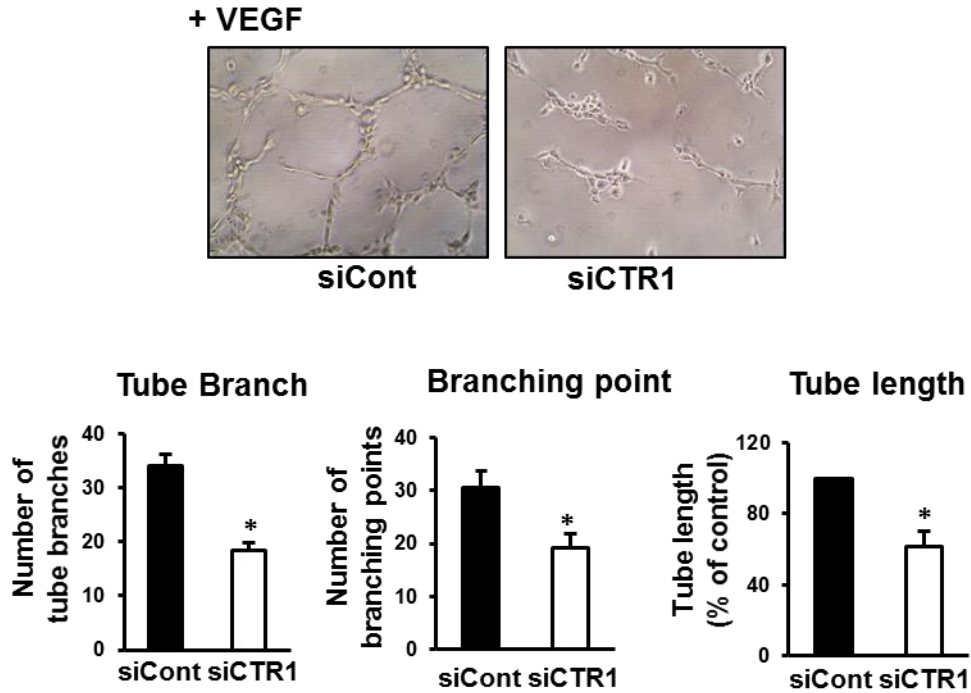 + VEGF
siCont
siCTR1
Tube Branch
Number of
tube branches
40
30
20
10
0
*
siCont siCTR1
Branching point
Number of
branching points
40
30
20
10
0
*
siCont siCTR1
Tube length
Tube length
(% of control)
120
80
40
0
*
siCont siCTR1